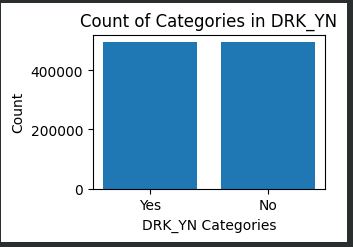 Count of Categories in DRK_YN
Count
400000
200000
0
Yes No
DRK_YN Categories